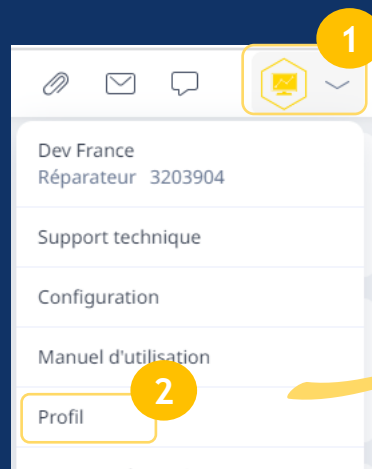 1
Dev France
Réparateur 3203904
Support technique
Configuration
Manuel d'utilisation
2
Profil